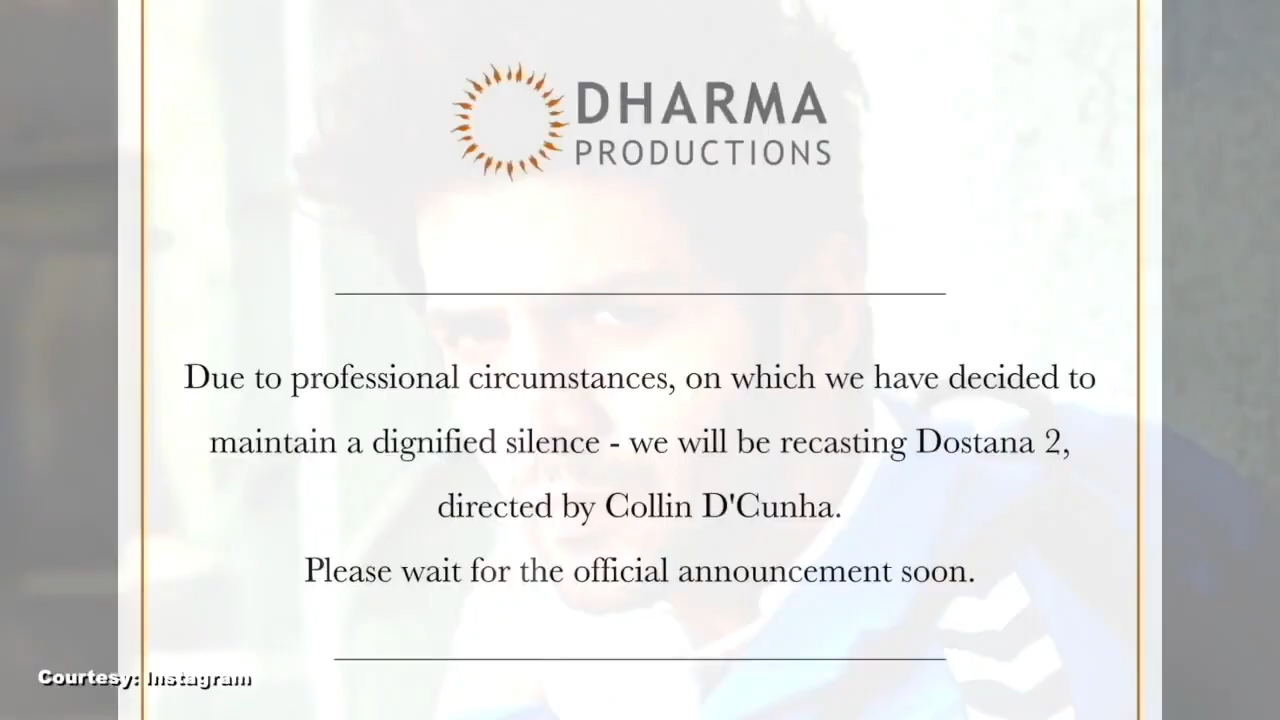 DHARMA
PRODUCTIONS
Due to professional circumstances, on which we have decided to
maintain a dignified silence - we will be recasting Dostana 2,
directed by Collin D'Cunha.
Please wait for the official announcement soon.
Courtesy: Instagram